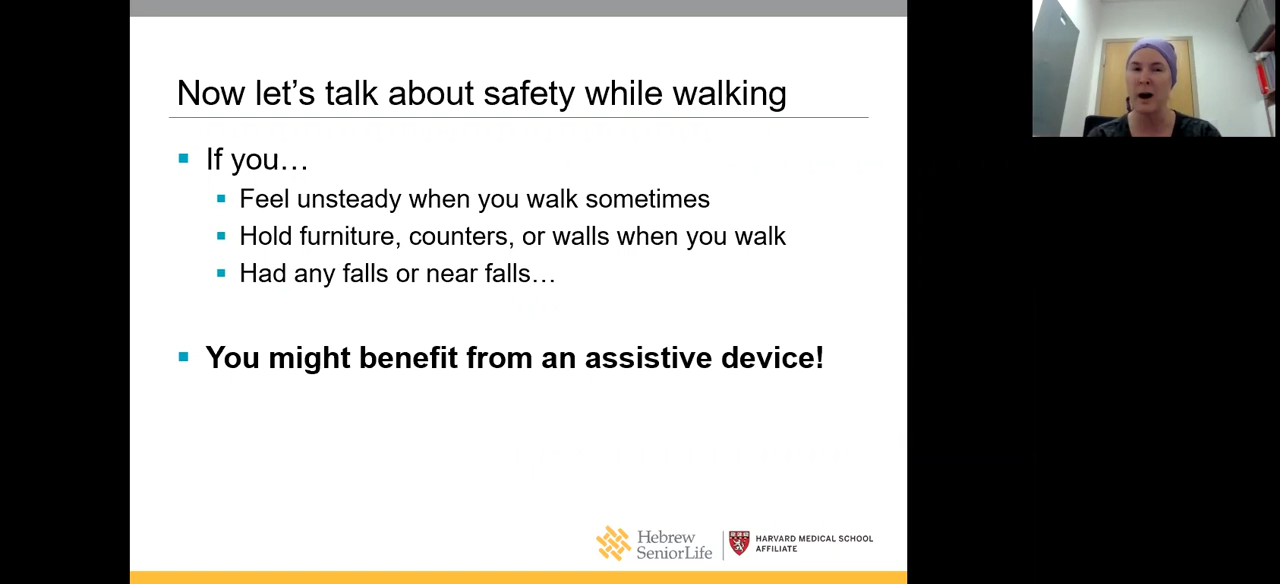 Now let’s talk about safety while walking
If you…
Feel unsteady when you walk sometimes
Hold furniture, counters, or walls when you walk
Had any falls or near falls…
You might benefit from an assistive device!
Hebrew
SeniorLife
HARVARD MEDICAL SCHOOL
AFFILIATE